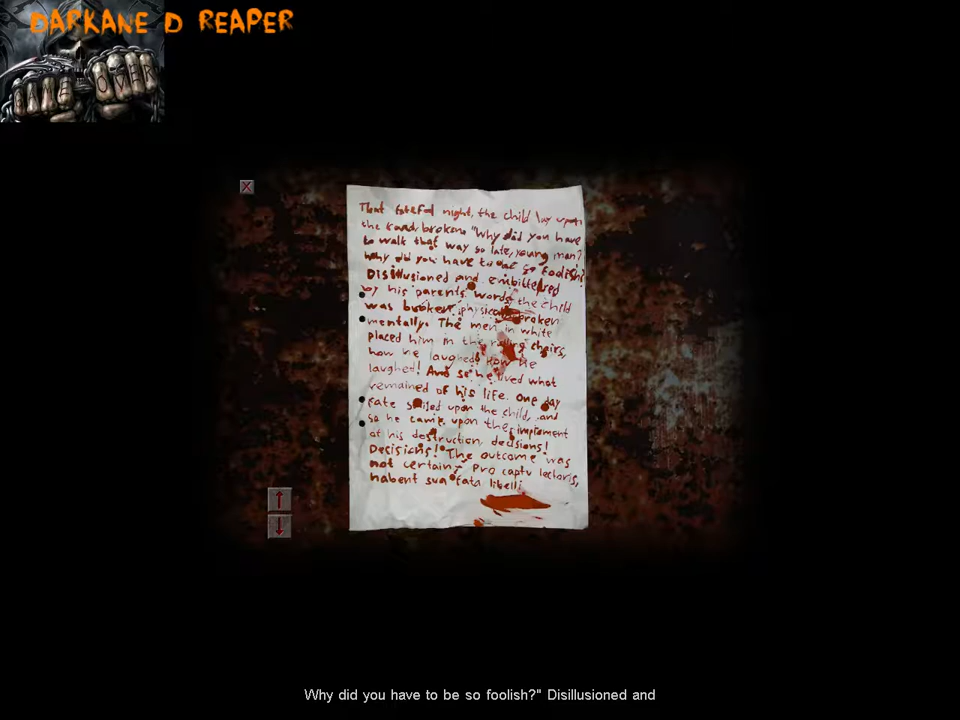 DARKANE D REAPER
GAME OVER
X
That fateful night, the child lay upon
the road, broken. "Why did you have
to walk that way so late, young man?
Why did you have to be so foolish?"
Disillusioned and embittered
by his parents' words, the child
was broken, physically broken
mentally. The men in white
placed him in the rolling chairs,
how he laughed! How he
laughed! And so he lived what
remained of his life. One day
fate smiled upon the child, and
so he came upon the implement
of his destruction, decisions!
Decisions! The outcome was
not certain - Pro captu lectoris,
habent sua fata libelli
Why did you have to be so foolish?" Disillusioned and